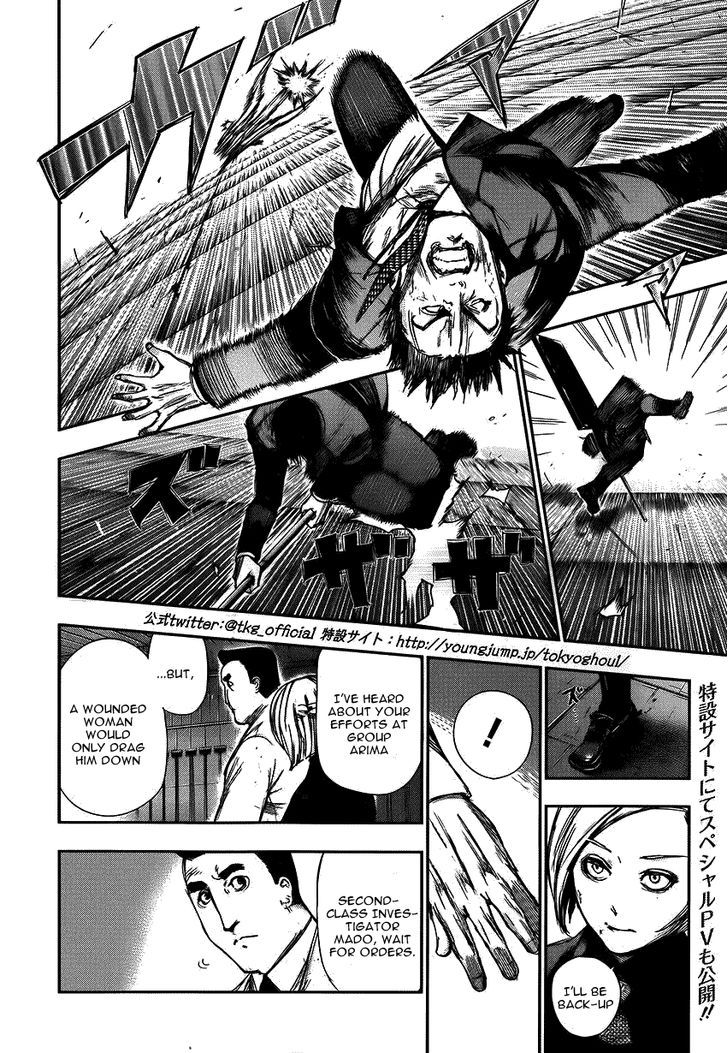 ズ
ザ
ザ
公式twitter:@tkg_official 特設サイト：http://youngjump.jp/tokyoghoul/
特設サイトにてスペシャルPVも公開!!
I'LL BE
BACK-UP
!
I'VE HEARD
ABOUT YOUR
EFFORTS AT
GROUP
ARIMA
...BUT,
A WOUNDED
WOMAN
WOULD
ONLY DRAG
HIM DOWN
SECOND-
CLASS INVES-
TIGATOR
MADO, WAIT
FOR ORDERS.